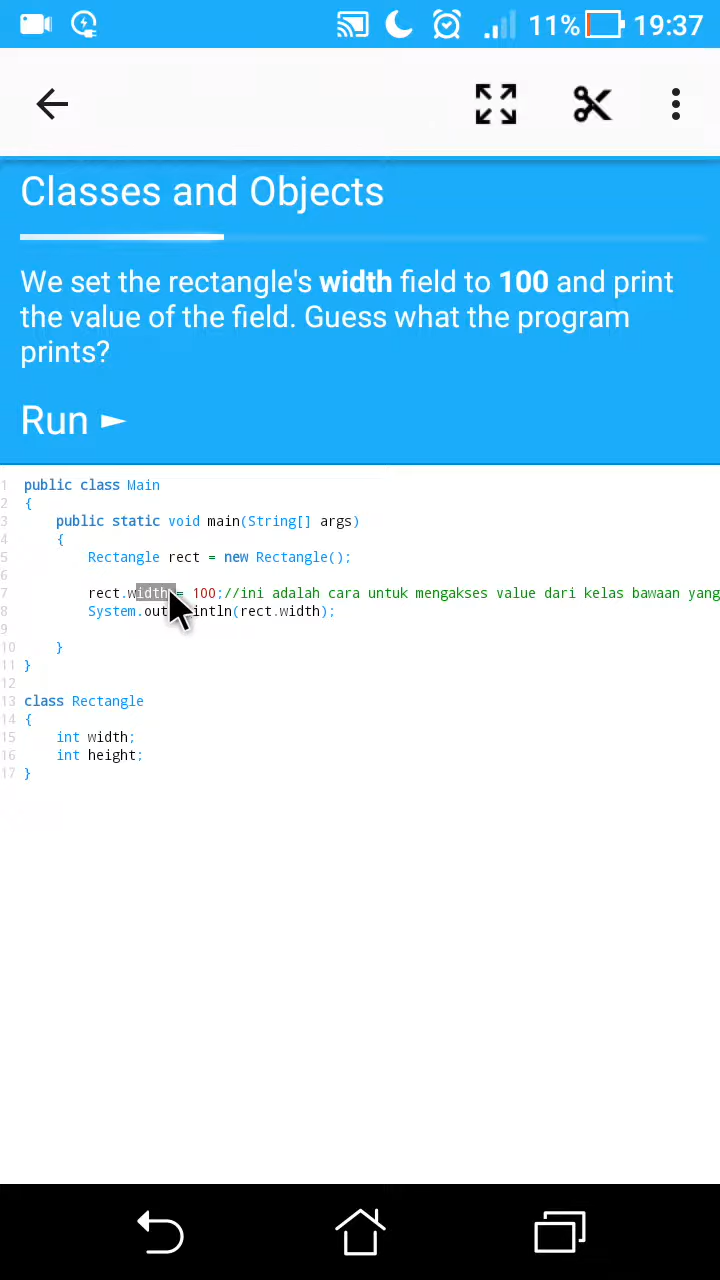 11% 19:37
Classes and Objects
We set the rectangle's width field to 100 and print
the value of the field. Guess what the program
prints?
Run ►
1 public class Main
2 {
3 public static void main(String[] args)
4 {
5 Rectangle rect = new Rectangle();
6
7 rect.width = 100;//ini adalah cara untuk mengakses value dari kelas bawaan yang
8 System.out println(rect.width);
9
10 }
11 }
12
13 class Rectangle
14 {
15 int width;
16 int height;
17 }